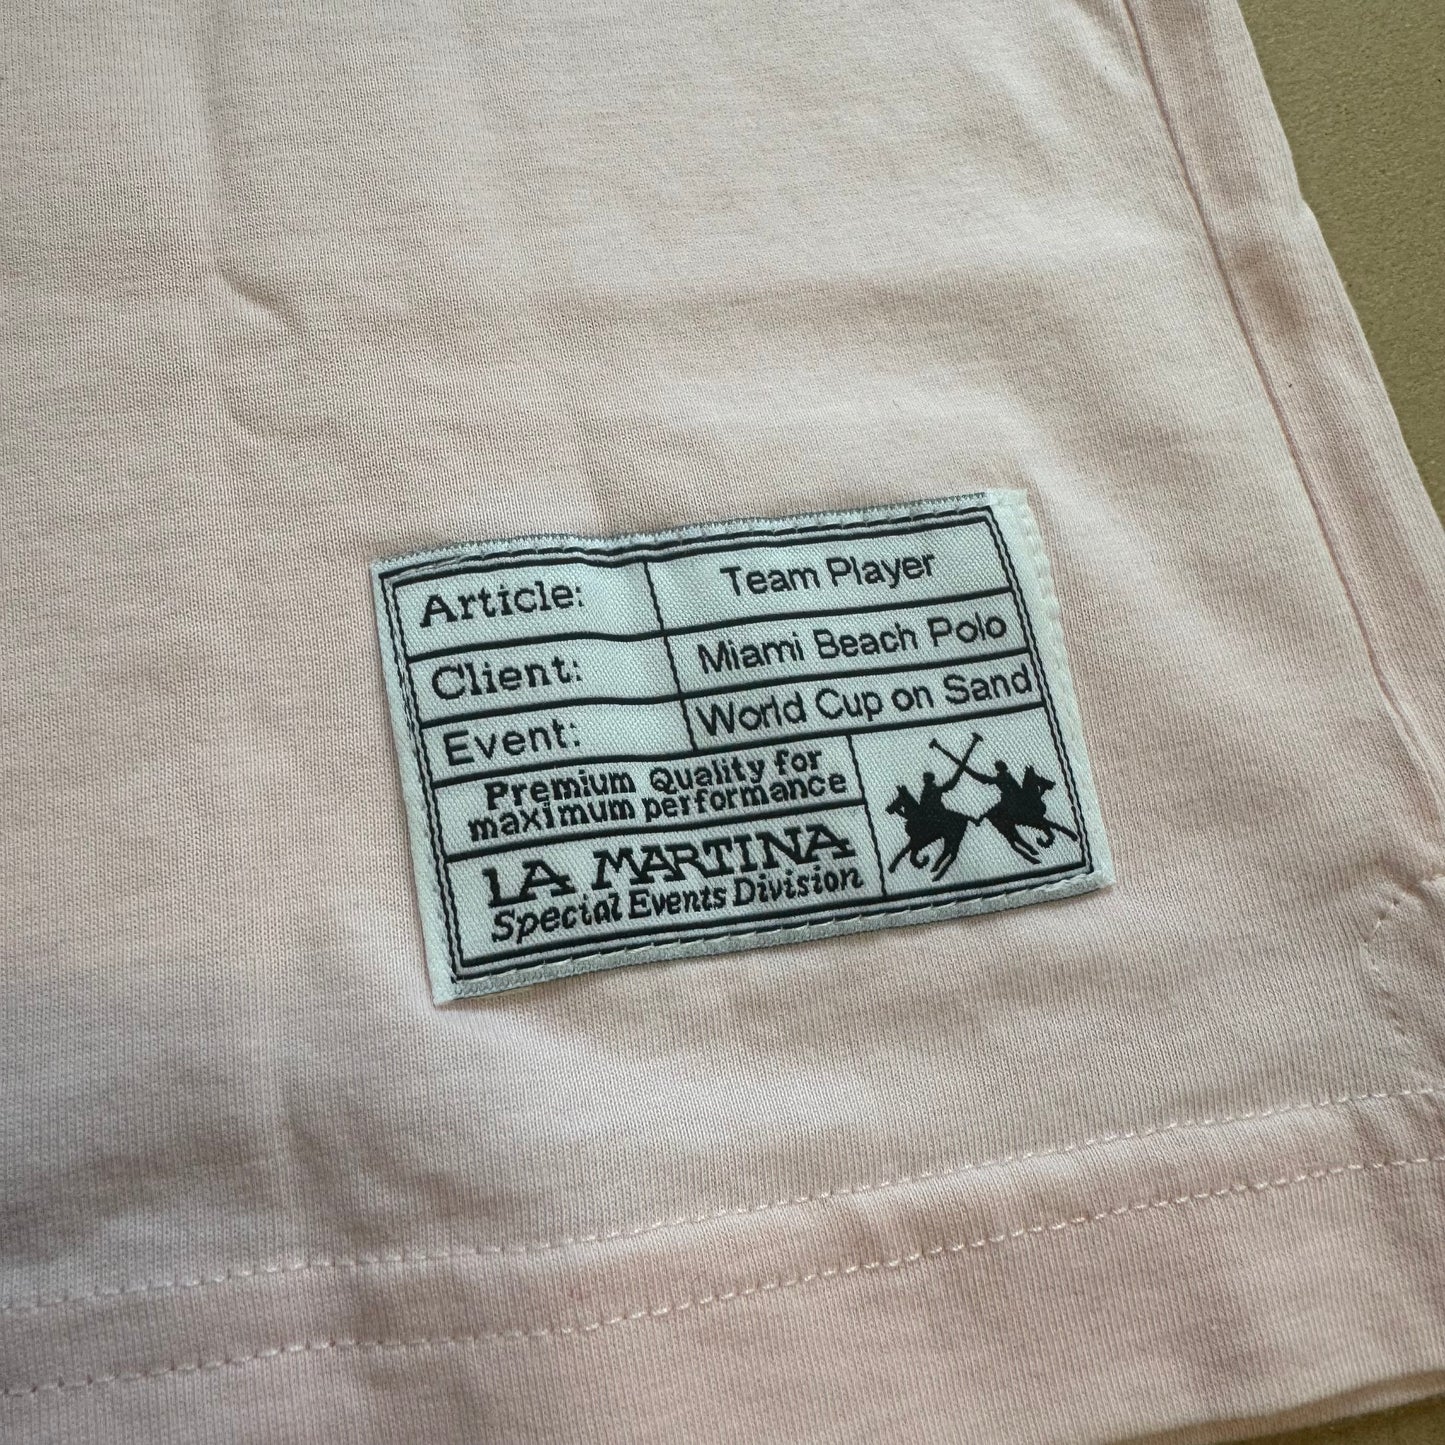 Article: Team Player
Client: Miami Beach Polo
Event: World Cup on Sand
Premium Quality for
maximum performance
LA MARTINA
Special Events Division